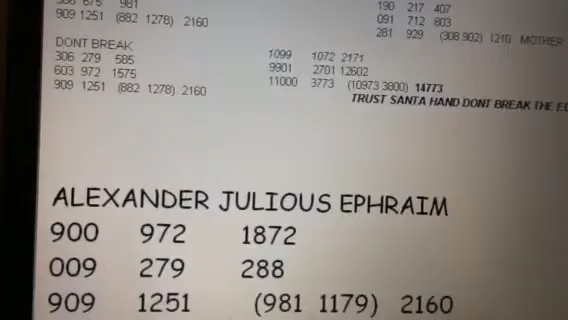 675 981
909 1251 (882 1278) 2160
190 217 407
091 712 803
281 929 (308 902) 1210 MOTHER
DONT BREAK
306 279 585
603 972 1575
909 1251 (882 1278) 2160
1099 1072 2171
9901 2701 12602
11000 3773 (10973 3800) 14773
TRUST SANTA HAND DONT BREAK THE
ALEXANDER JULIOUS EPHRAIM
900 972 1872
009 279 288
909 1251 (981 1179) 2160